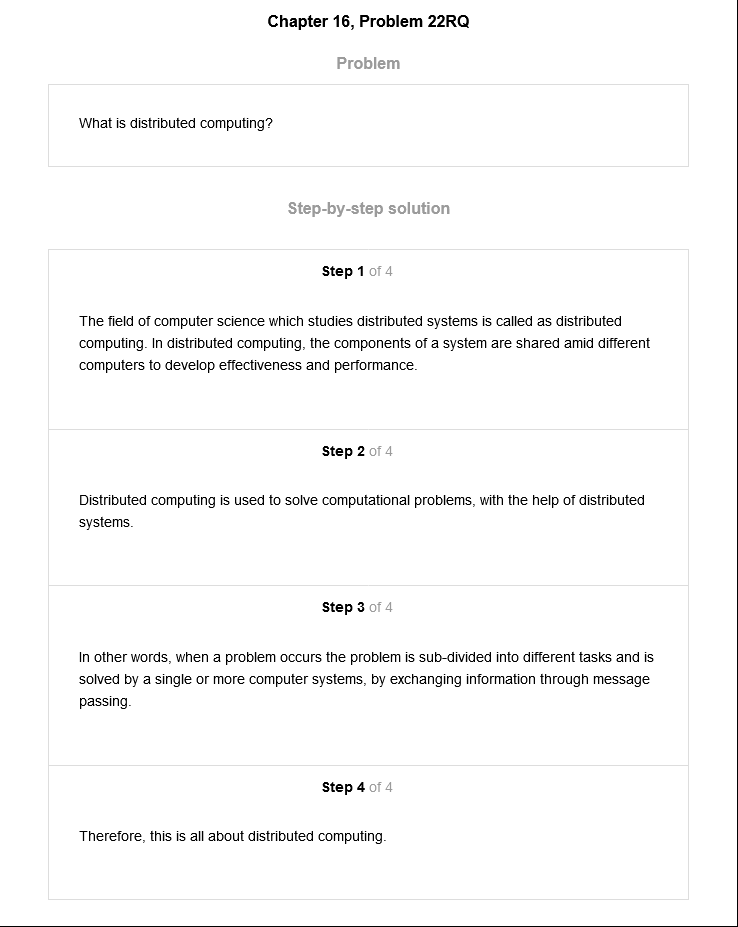 Chapter 16, Problem 22RQ
Problem
What is distributed computing?
Step-by-step solution
Step 1 of 4
The field of computer science which studies distributed systems is called as distributed
computing. In distributed computing, the components of a system are shared amid different
computers to develop effectiveness and performance.
Step 2 of 4
Distributed computing is used to solve computational problems, with the help of distributed
systems.
Step 3 of 4
In other words, when a problem occurs the problem is sub-divided into different tasks and is
solved by a single or more computer systems, by exchanging information through message
passing.
Step 4 of 4
Therefore, this is all about distributed computing.